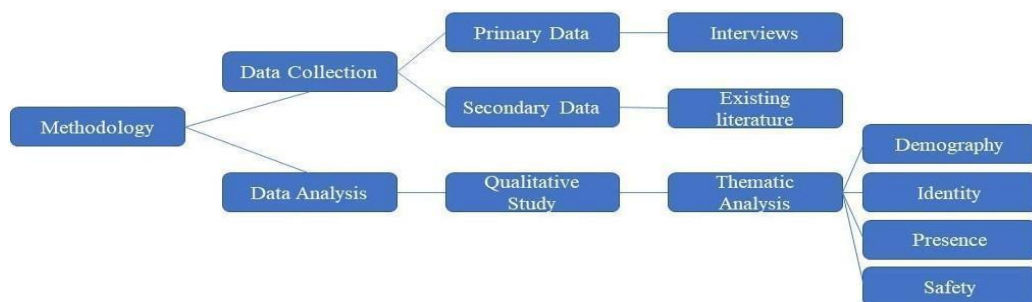 Methodology
Data Collection
Primary Data
Interviews
Secondary Data
Existing
literature
Data Analysis
Qualitative
Study
Thematic
Analysis
Demography
Identity
Presence
Safety